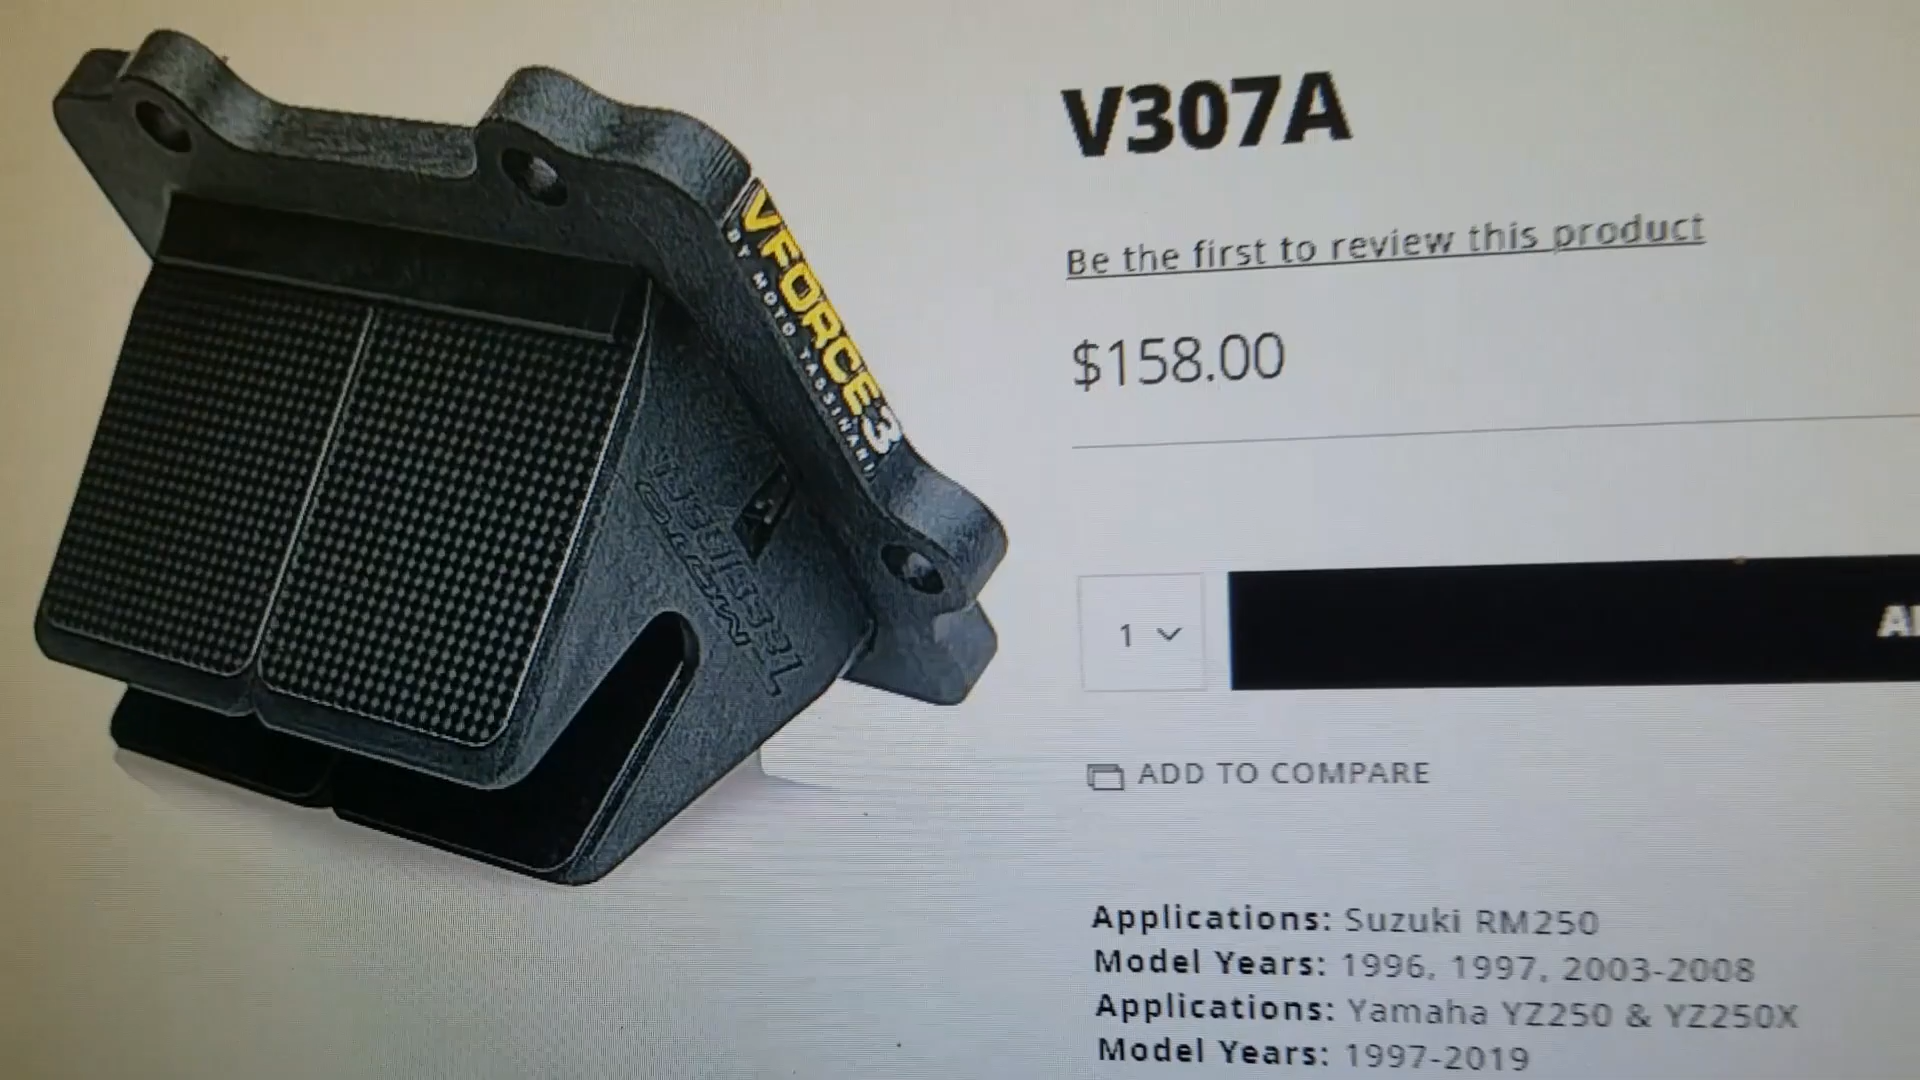 VFORCE3
BY MOTO TASSINARI
V307A
Be the first to review this product
$158.00
1
ADD TO COMPARE
Applications: Suzuki RM250
Model Years: 1996, 1997, 2003-2008
Applications: Yamaha YZ250 & YZ250X
Model Years: 1997-2019